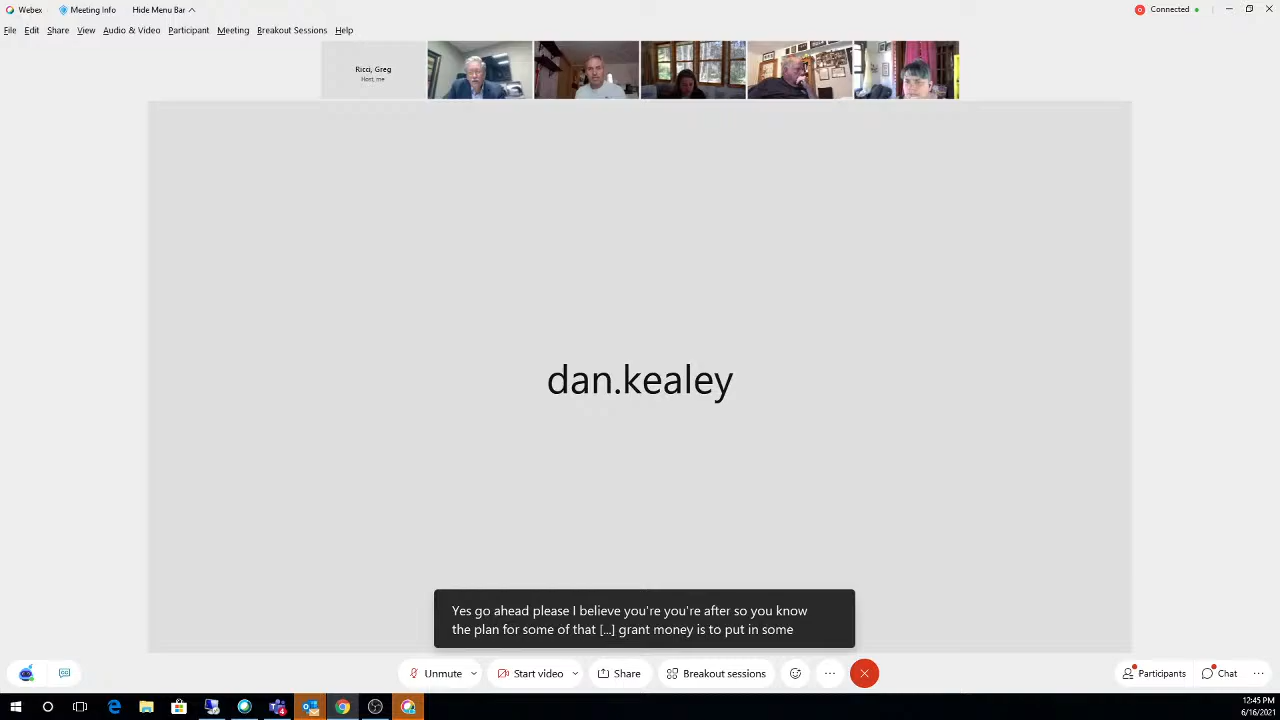 Webex
Meeting Info
Hide Menu Bar
Connected
File Edit Share View Audio & Video Participant Meeting Breakout Sessions Help
Ricci, Greg
Host, me
dan.kealey
Yes go ahead please I believe you're you're after so you know
the plan for some of that [...] grant money is to put in some
Unmute
Start video
Share
Breakout sessions
Participants
Chat
4
12:45 PM
6/16/2021